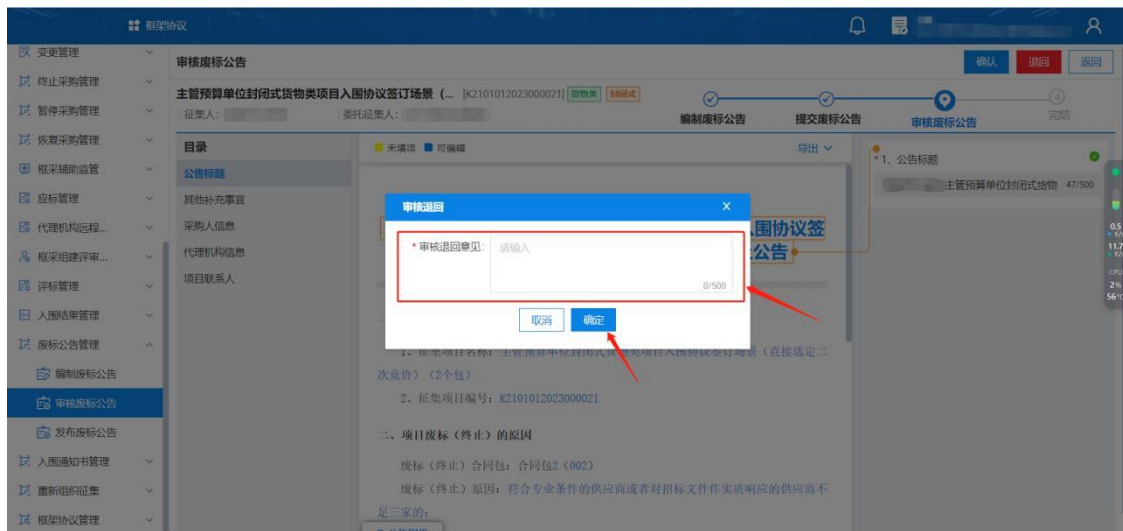 框架协议
变更管理
终止采购管理
暂停采购管理
恢复采购管理
框采辅助监管
应标管理
代理机构远程...
框采组建评审...
评标管理
入围结果管理
废标公告管理
编制废标公告
审核废标公告
发布废标公告
入围通知书管理
重新组织征集
框架协议管理
审核废标公告
确认 退回 返回
主管预算单位封闭式货物类项目入围协议签订场景（... [K2101012023000021] 货物类 封闭式
征集人： 委托征集人：
编制废标公告 提交废标公告 审核废标公告 完结
目录
公告标题
其他补充事宜
采购人信息
代理机构信息
项目联系人
未填项 可编辑 导出
审核退回 X
* 审核退回意见: 请输入
0/500
取消 确定
围协议签
公告
1、征集项目名称：主管预算单位封闭式货物类项目入围协议签订场景（直接选定二
次竞价）（2个包）
2、征集项目编号：K2101012023000021
二、项目废标（终止）的原因
废标（终止）合同包：合同包2（002）
废标（终止）原因：符合专业条件的供应商或者对招标文件作实质响应的供应商不
足三家的；
* 1、公告标题
主管预算单位封闭式货物 47/500
0.5
K/
11.7
K/
CPU
2%
56°C